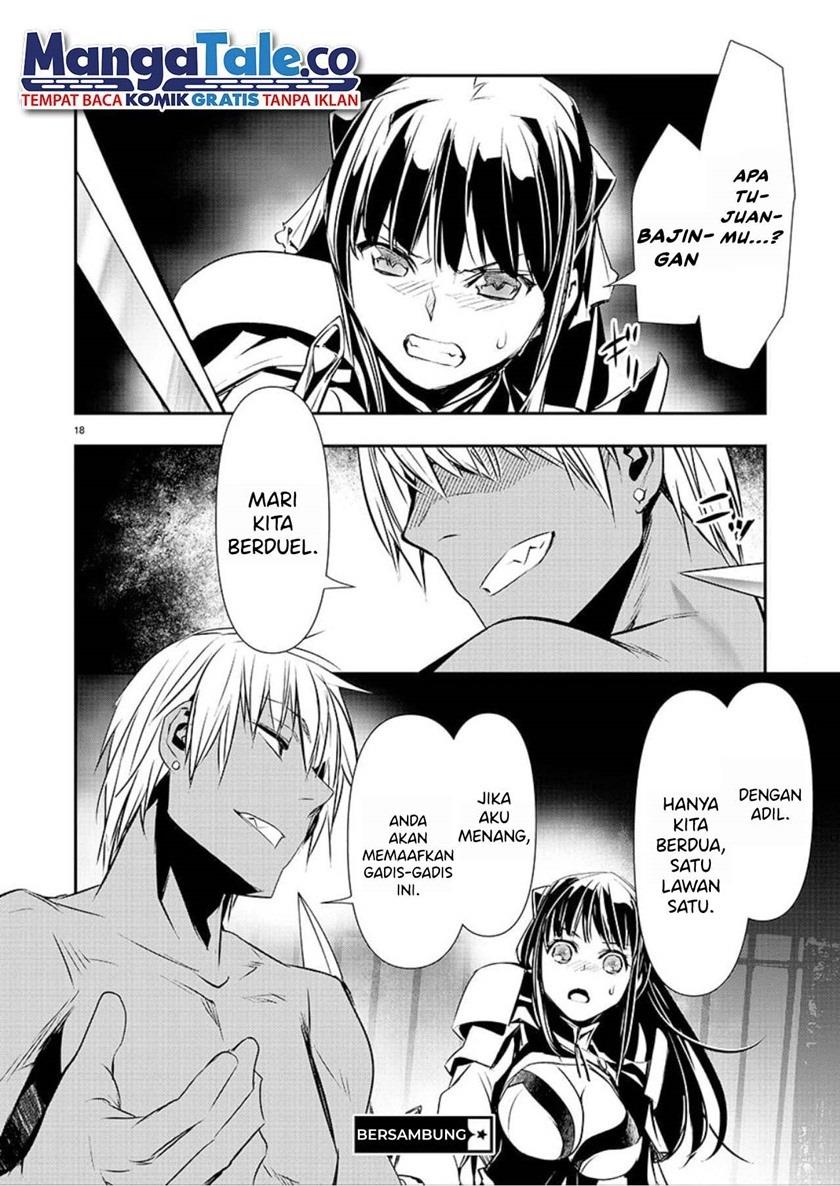 MangaTale.co
TEMPAT BACA KOMIK GRATIS TANPA IKLAN
APA
TU-
JUAN-
MU...?
BAJIN-
GAN
18
MARI
KITA
BERDUEL.
DENGAN
ADIL.
HANYA
KITA
BERDUA,
SATU
LAWAN
SATU.
JIKA
AKU
MENANG,
ANDA
AKAN
MEMAAFKAN
GADIS-GADIS
INI.
BERSAMBUNG